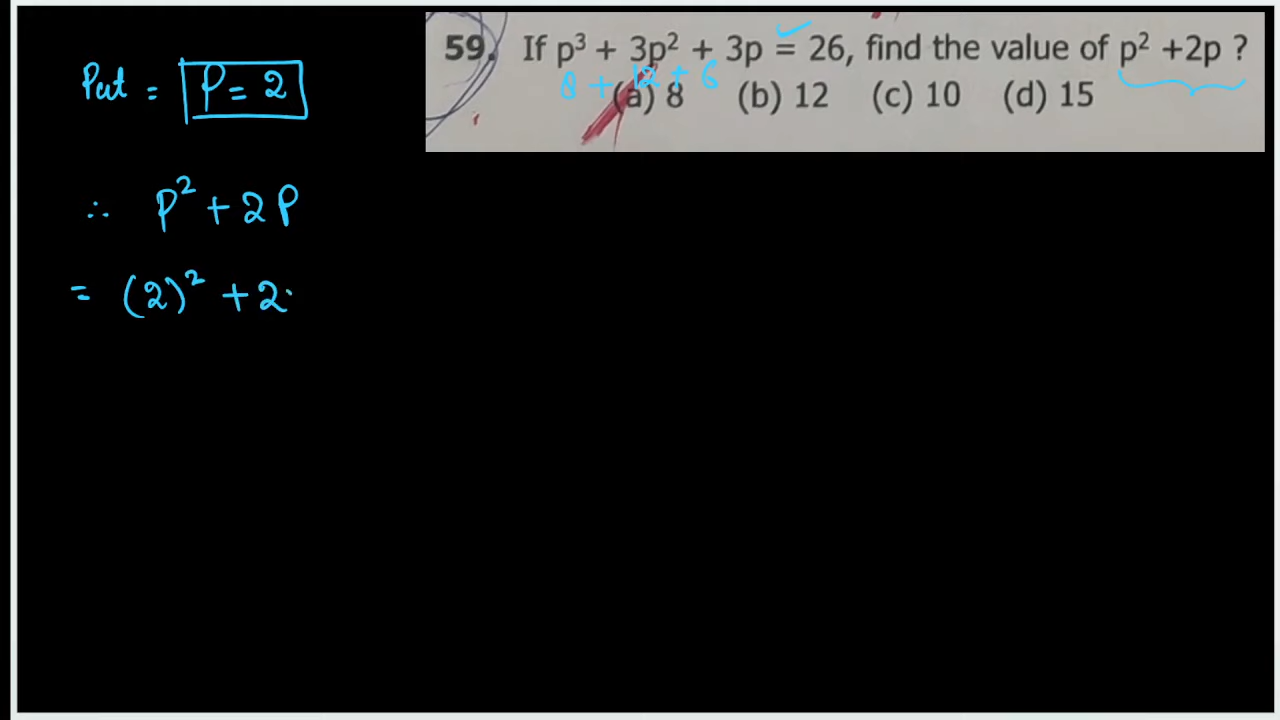 59. If p³ + 3p² + 3p = 26, find the value of p² +2p ?
8 + 12 + 6
(a) 8 (b) 12 (c) 10 (d) 15
Put = P = 2
∴ P² + 2P
= (2)² + 2·